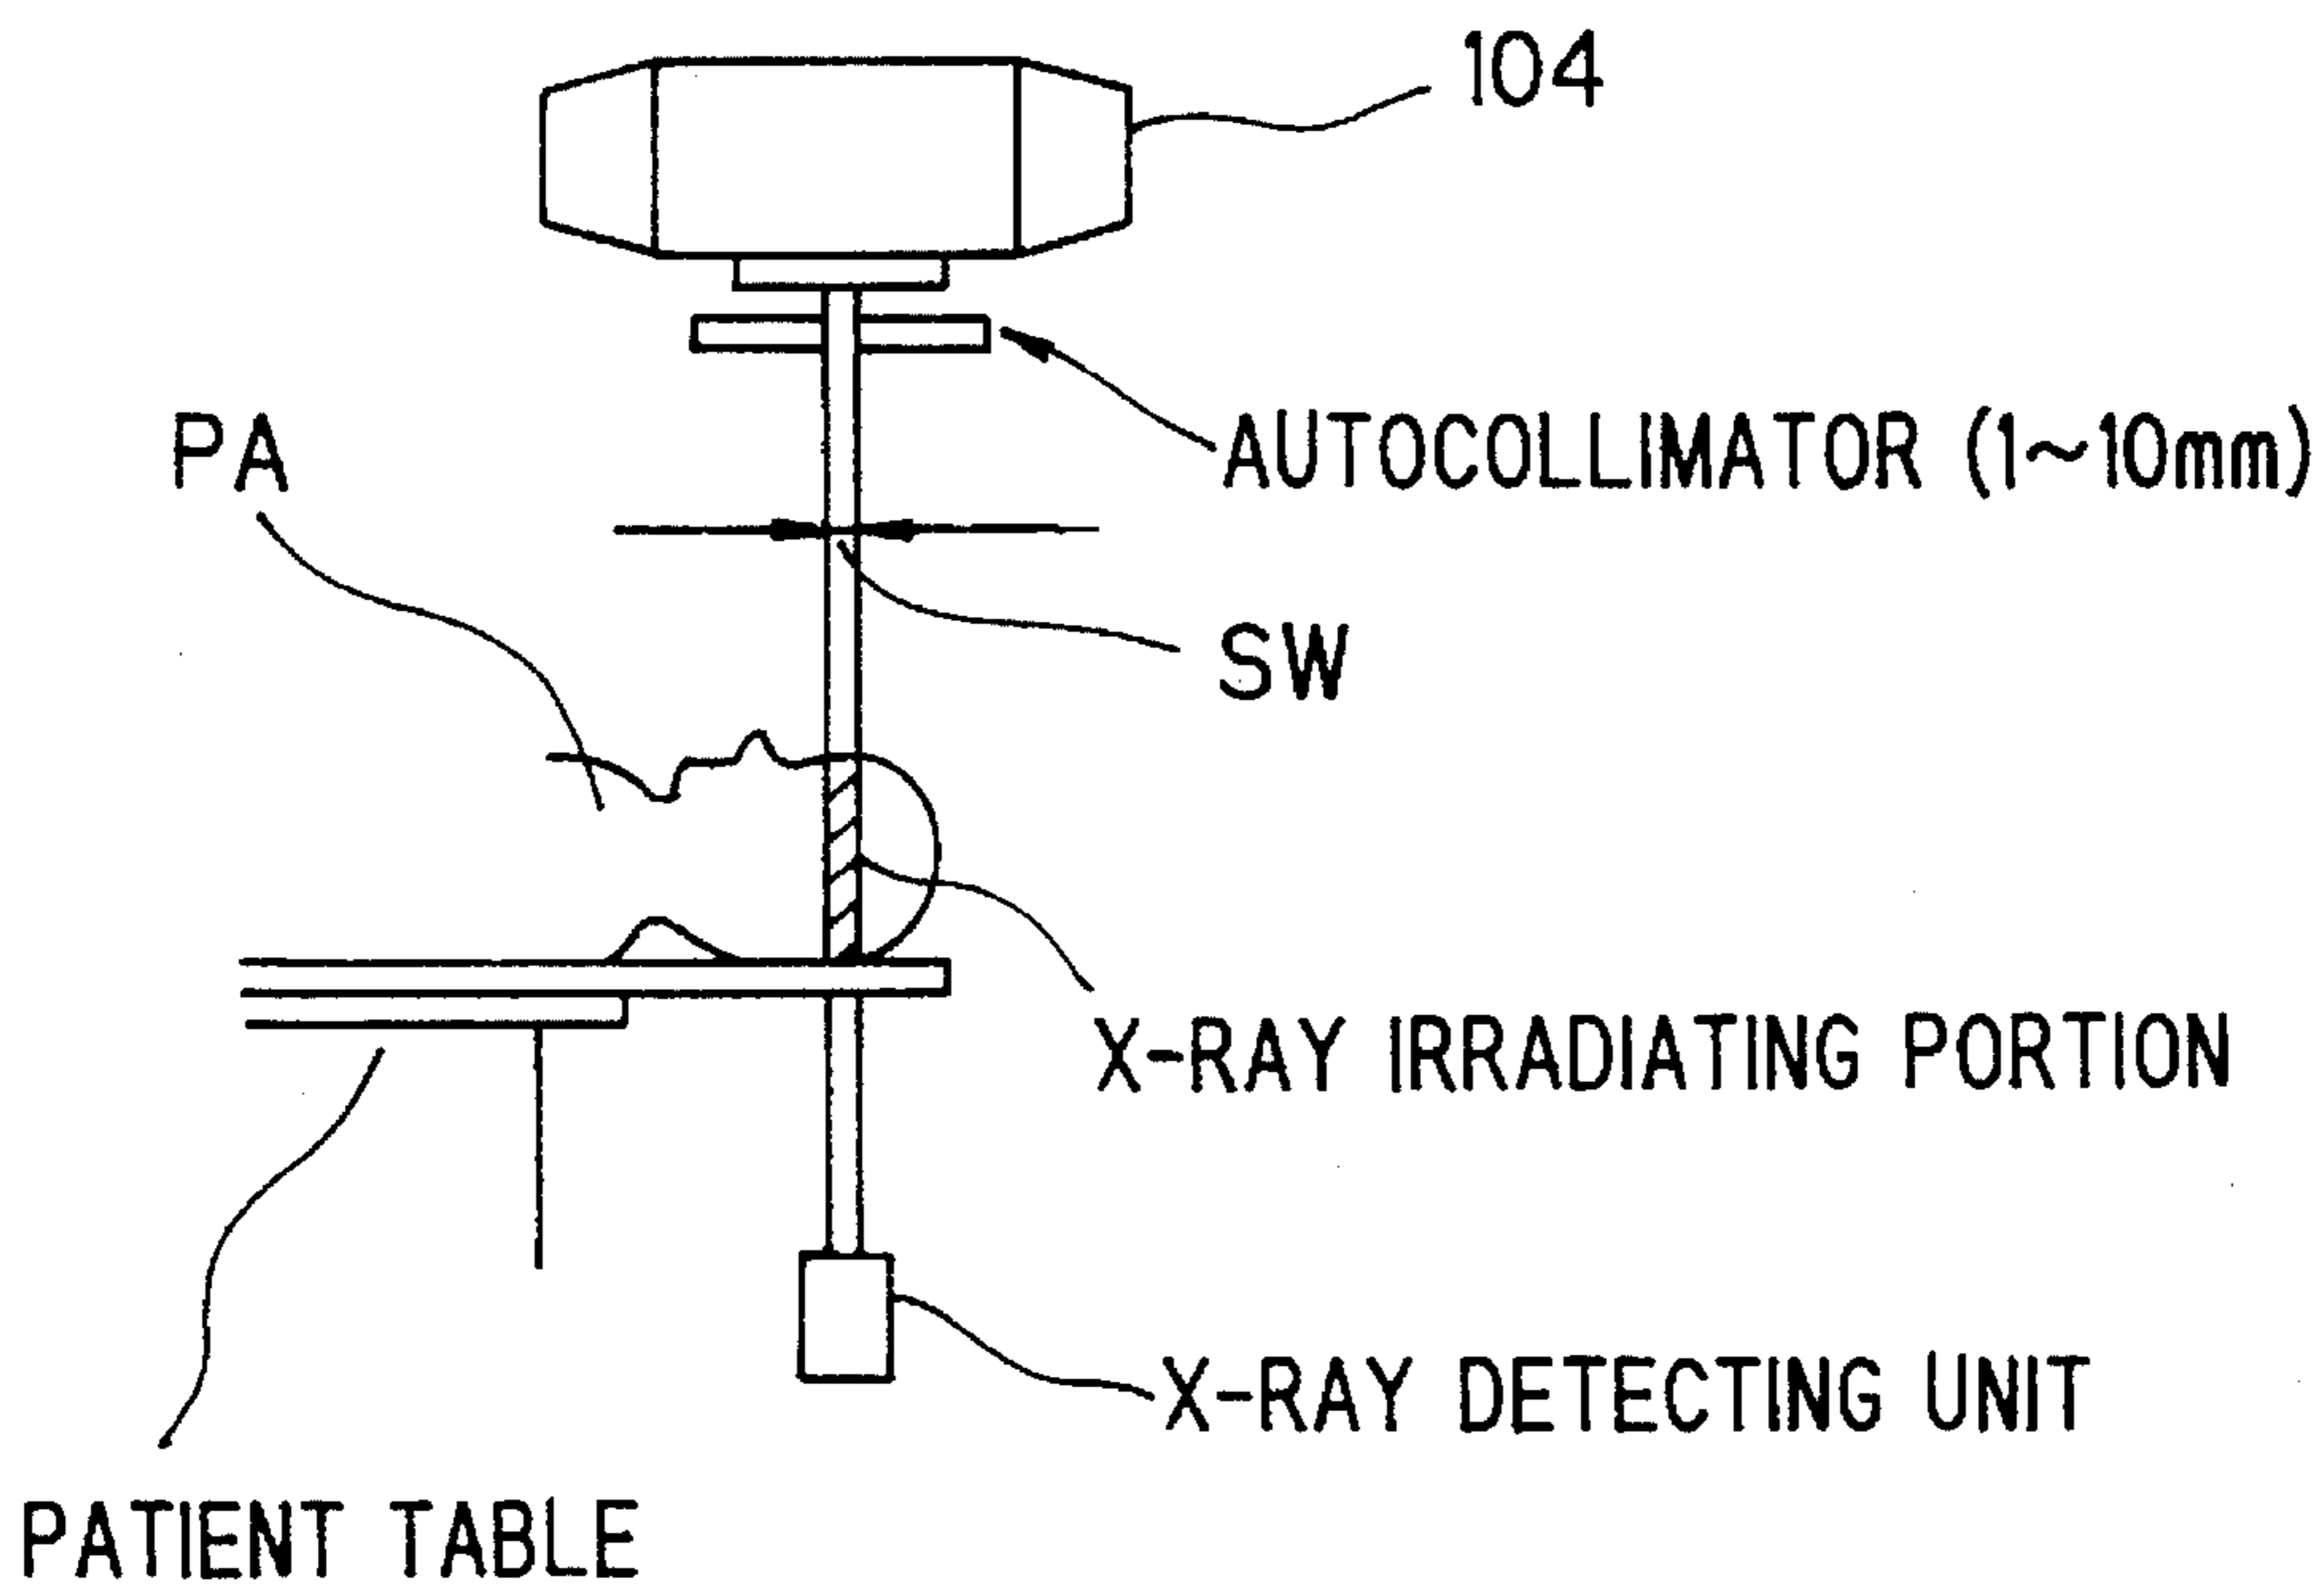 104
AUTOCOLLIMATOR (1~10mm)
PA
SW
X-RAY IRRADIATING PORTION
X-RAY DETECTING UNIT
PATIENT TABLE